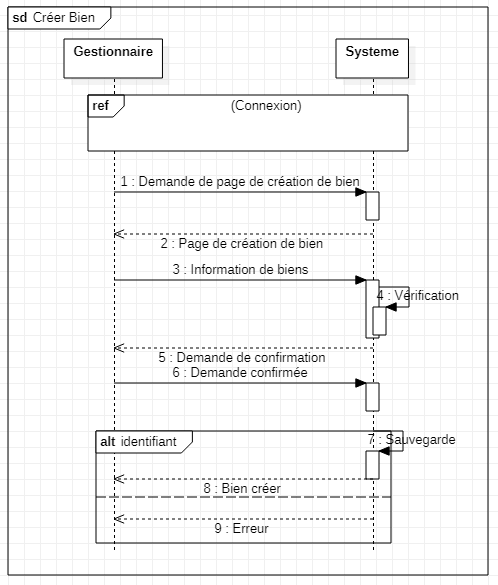 sd Créer Bien
Gestionnaire
Systeme
ref
(Connexion)
1 : Demande de page de création de bien
2 : Page de création de bien
3 : Information de biens
4 : Vérification
5 : Demande de confirmation
6 : Demande confirmée
alt identifiant
7 : Sauvegarde
8 : Bien créer
9 : Erreur